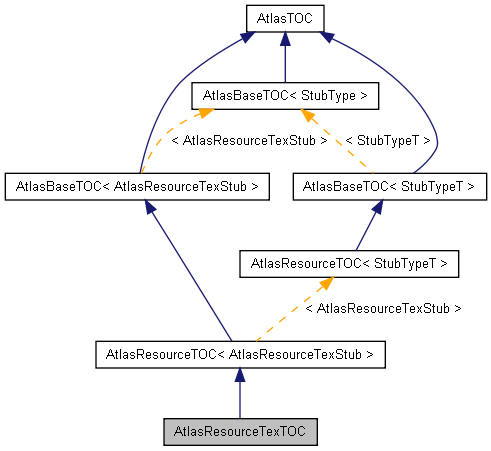 AtlasTOC
AtlasBaseTOC< StubType >
< AtlasResourceTexStub >
< StubTypeT >
AtlasBaseTOC< AtlasResourceTexStub >
AtlasBaseTOC< StubTypeT >
AtlasResourceTOC< StubTypeT >
< AtlasResourceTexStub >
AtlasResourceTOC< AtlasResourceTexStub >
AtlasResourceTexTOC